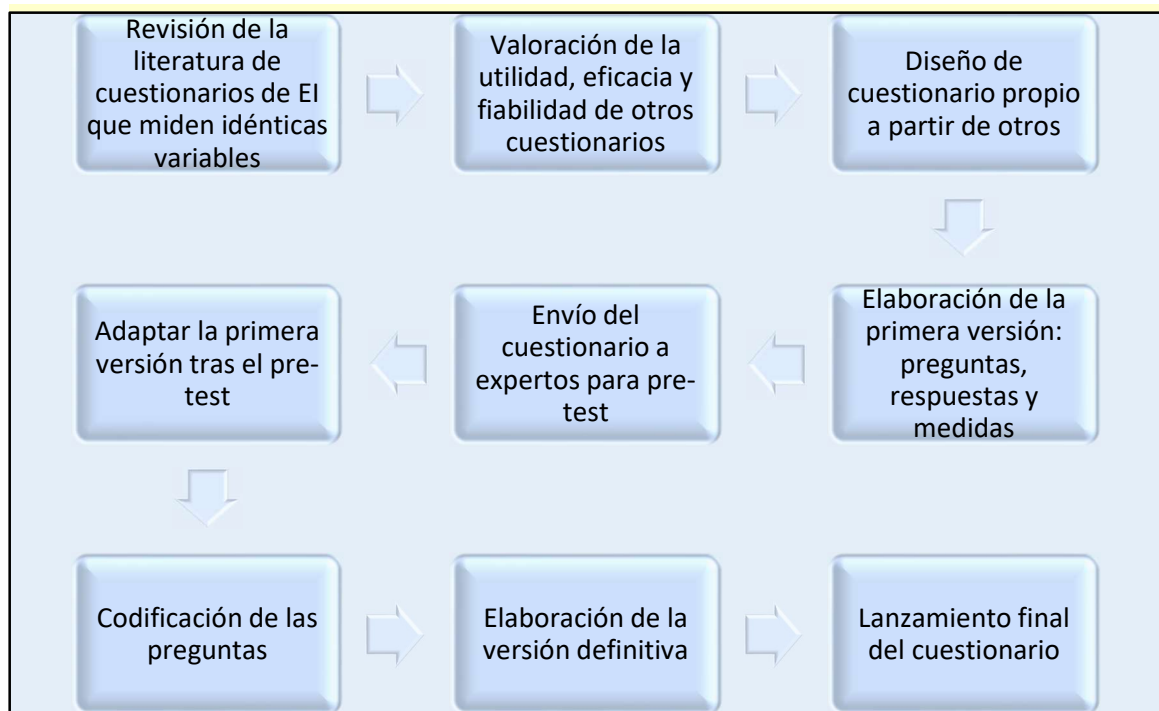 Revisión de la
literatura de
cuestionarios de EI
que miden idénticas
variables
Valoración de la
utilidad, eficacia y
fiabilidad de otros
cuestionarios
Diseño de
cuestionario propio
a partir de otros
Elaboración de la
primera versión:
preguntas,
respuestas y
medidas
Envío del
cuestionario a
expertos para pre-
test
Adaptar la primera
versión tras el pre-
test
Codificación de las
preguntas
Elaboración de la
versión definitiva
Lanzamiento final
del cuestionario